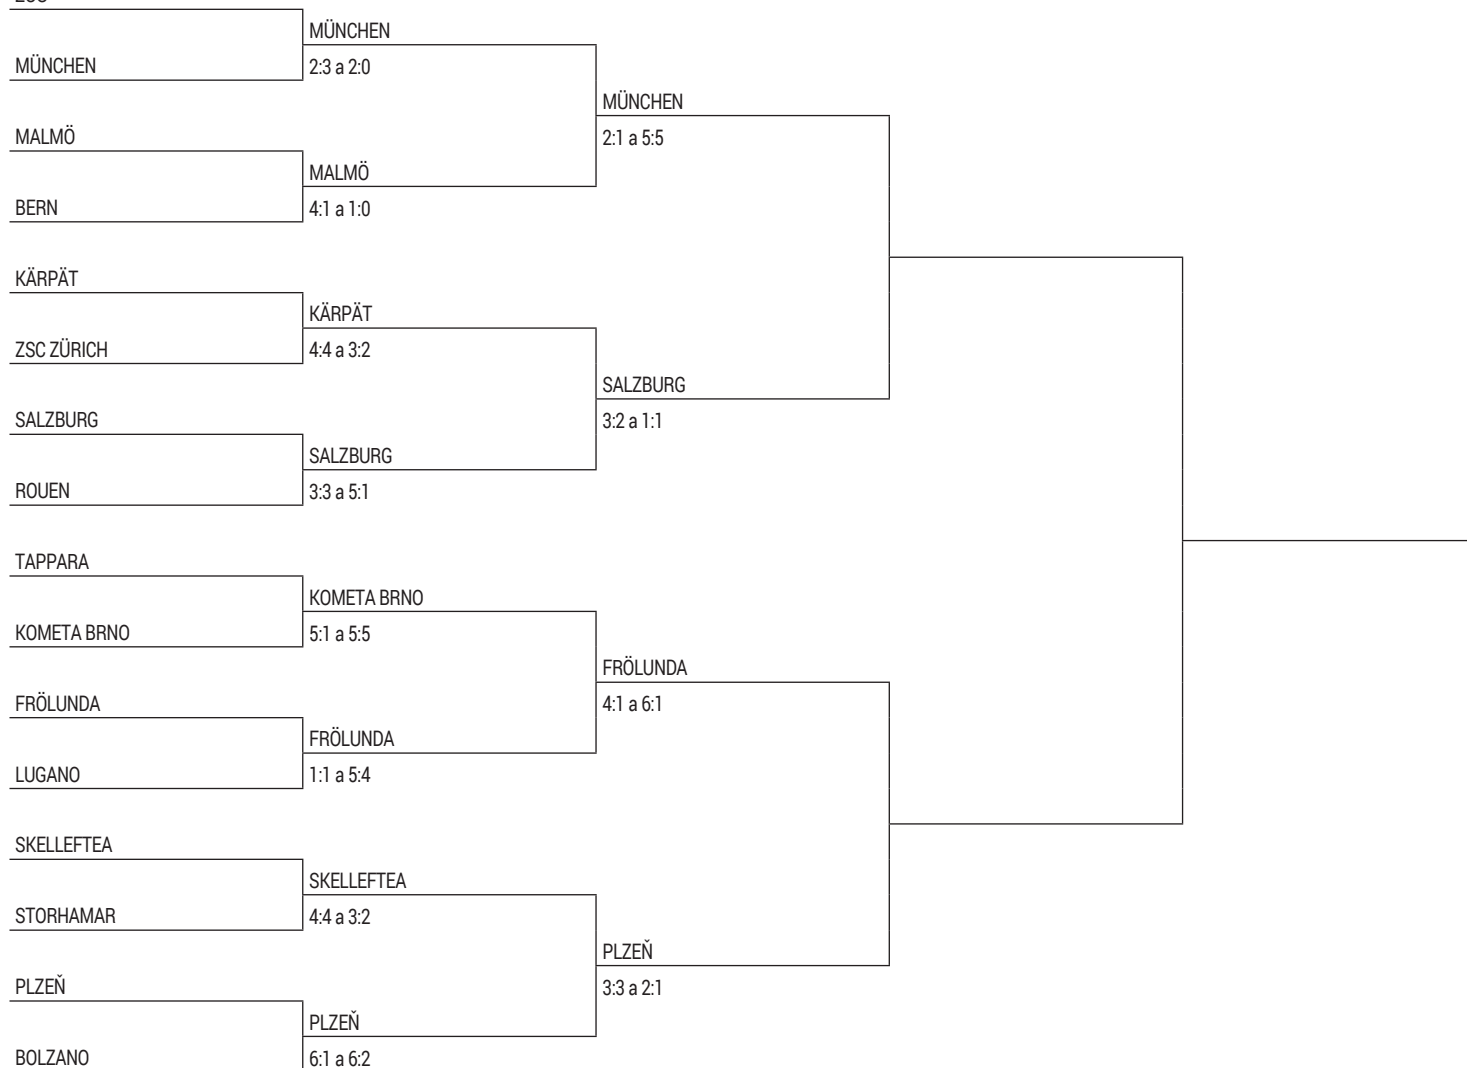 MÜNCHEN
MÜNCHEN
2:3 a 2:0
MÜNCHEN
MALMÖ
2:1 a 5:5
MALMÖ
BERN
4:1 a 1:0
KÄRPÄT
KÄRPÄT
ZSC ZÜRICH
4:4 a 3:2
SALZBURG
SALZBURG
3:2 a 1:1
SALZBURG
ROUEN
3:3 a 5:1
TAPPARA
KOMETA BRNO
KOMETA BRNO
5:1 a 5:5
FRÖLUNDA
FRÖLUNDA
4:1 a 6:1
FRÖLUNDA
LUGANO
1:1 a 5:4
SKELLEFTEA
SKELLEFTEA
STORHAMAR
4:4 a 3:2
PLZEŇ
PLZEŇ
3:3 a 2:1
PLZEŇ
BOLZANO
6:1 a 6:2